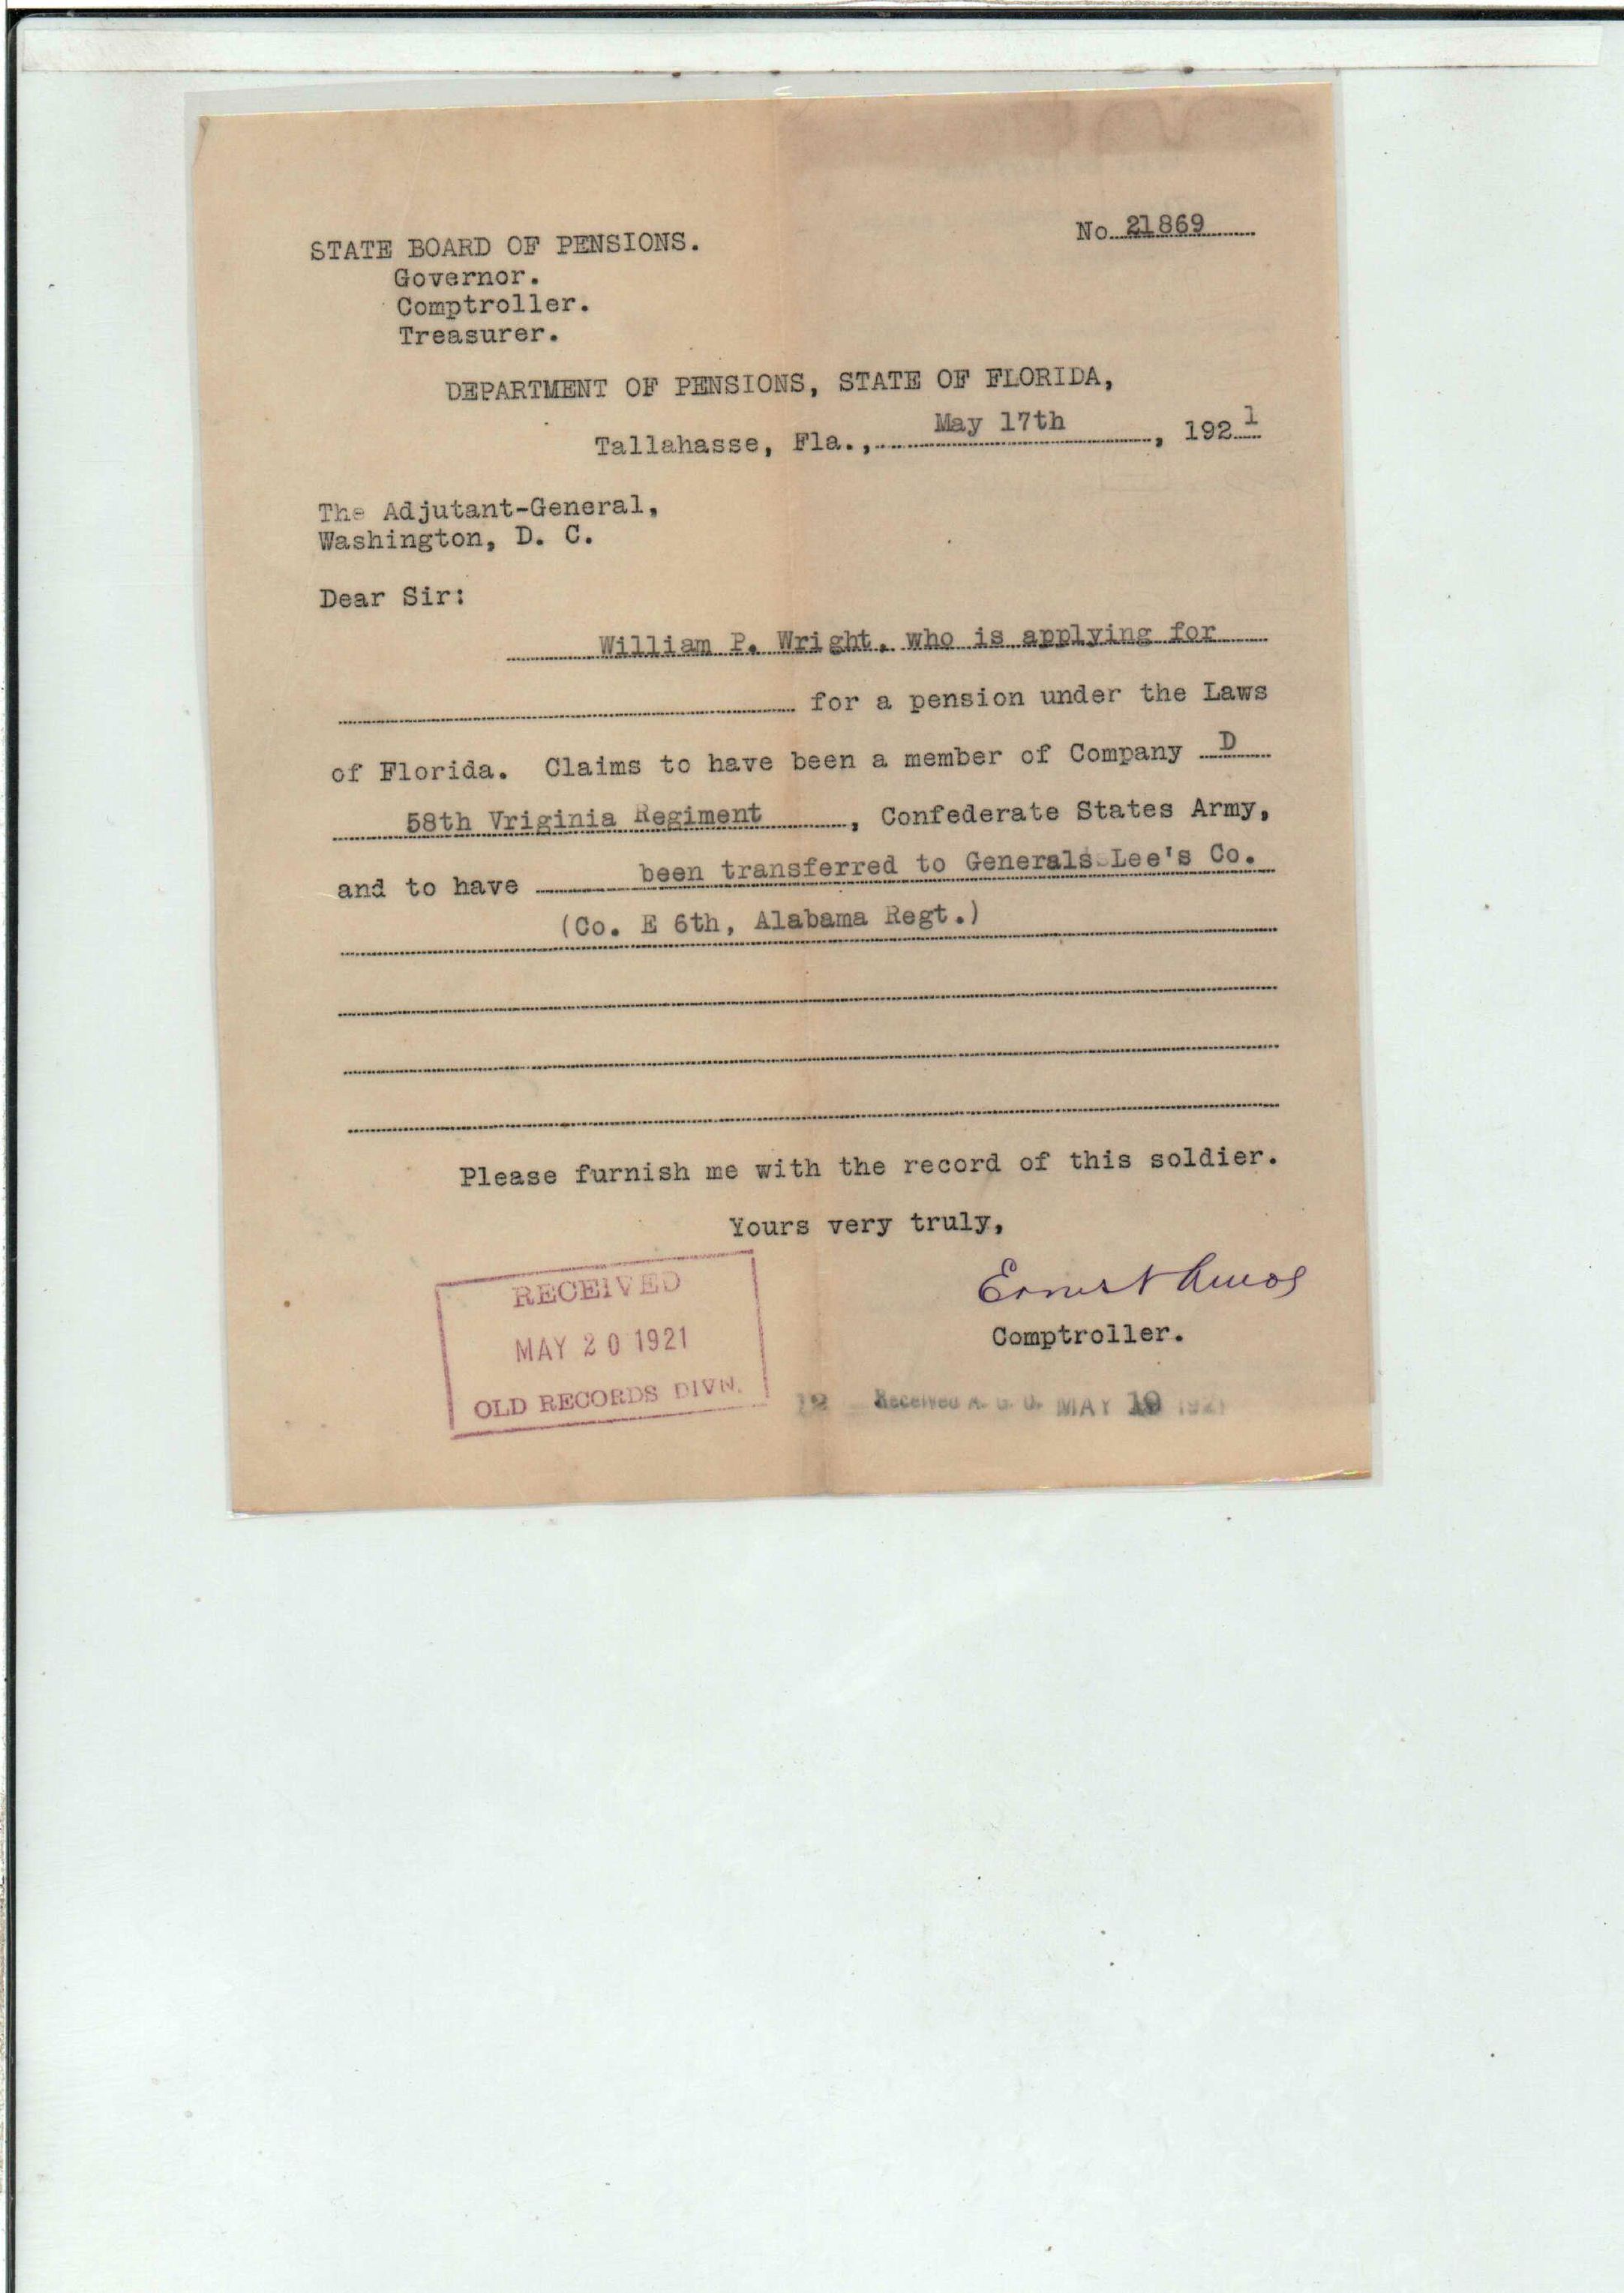 No 21869
STATE BOARD OF PENSIONS.
Governor.
Comptroller.
Treasurer.
DEPARTMENT OF PENSIONS, STATE OF FLORIDA,
Tallahasse, Fla., May 17th, 1921
The Adjutant-General,
Washington, D. C.
Dear Sir:
William P. Wright, who is applying for
for a pension under the Laws
of Florida. Claims to have been a member of Company D
58th Vriginia Regiment, Confederate States Army,
and to have been transferred to Generals Lee's Co.
(Co. E 6th, Alabama Regt.)
Please furnish me with the record of this soldier.
Yours very truly,
Ernest Amos
Comptroller.
RECEIVED
MAY 20 1921
OLD RECORDS DIVN.
Received A. G. O. MAY 19 1921